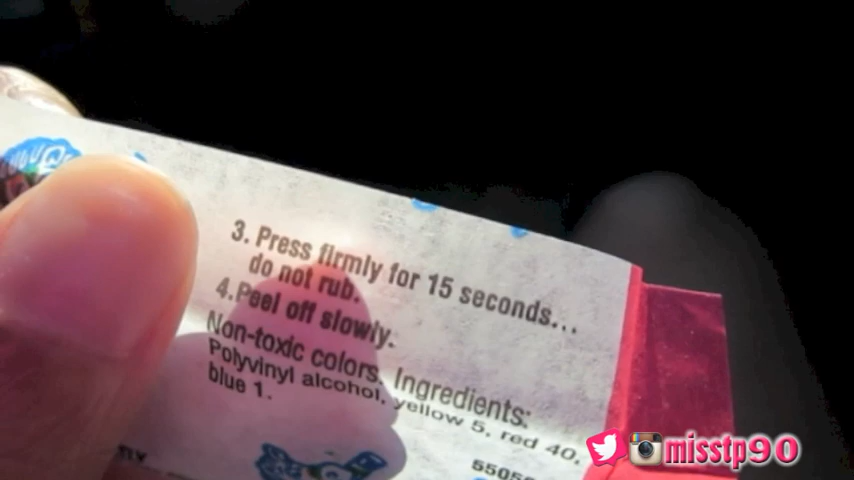 3. Press firmly for 15 seconds...
do not rub.
4. Peel off slowly.
Non-toxic colors. Ingredients:
Polyvinyl alcohol, yellow 5, red 40,
blue 1.
misstp90